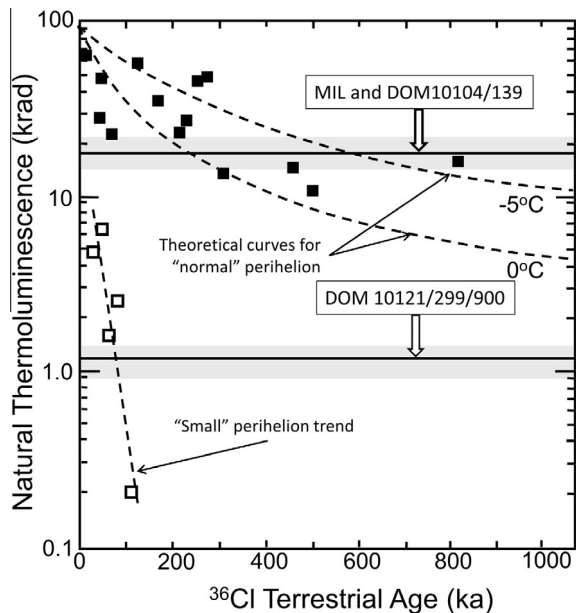 100
10
1.0
0.1
Natural Thermoluminescence (krad)
MIL and DOM10104/139
-5°C
Theoretical curves for
“normal” perihelion
0°C
DOM 10121/299/900
“Small” perihelion trend
0 200 400 600 800 1000
³⁶Cl Terrestrial Age (ka)